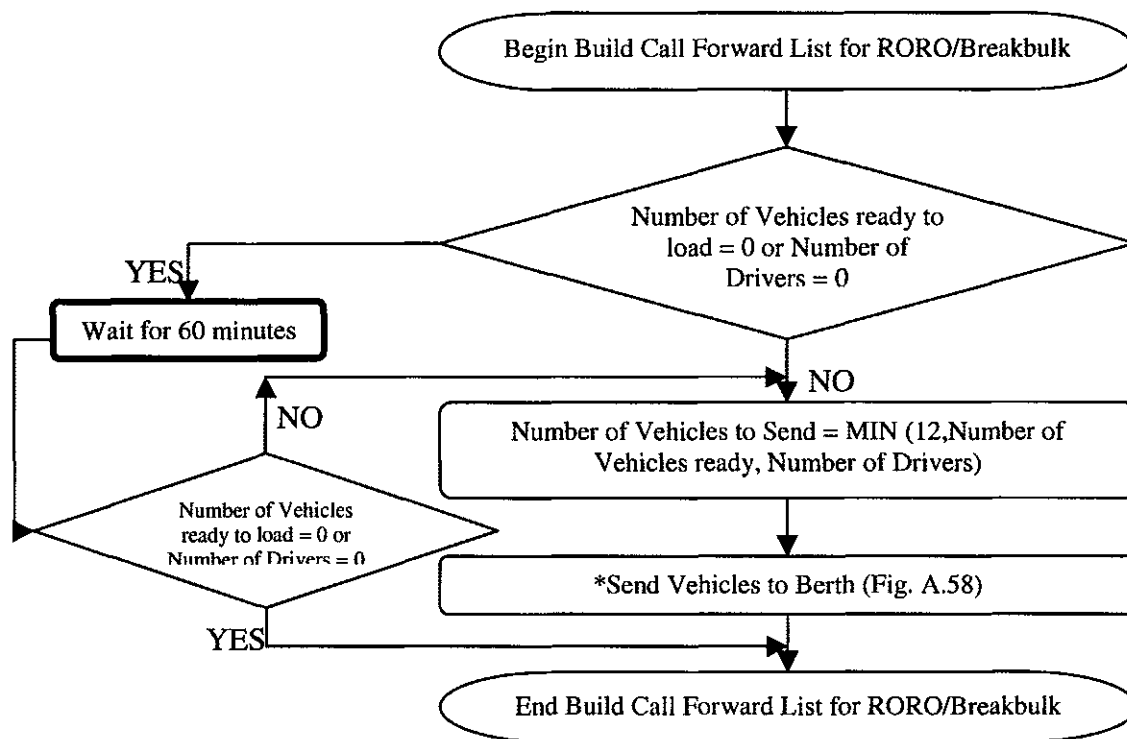 Begin Build Call Forward List for RORO/Breakbulk
Number of Vehicles ready to
load = 0 or Number of
Drivers = 0
YES
Wait for 60 minutes
NO
NO
Number of Vehicles to Send = MIN (12,Number of
Vehicles ready, Number of Drivers)
Number of Vehicles
ready to load = 0 or
Number of Drivers = 0
*Send Vehicles to Berth (Fig. A.58)
YES
End Build Call Forward List for RORO/Breakbulk